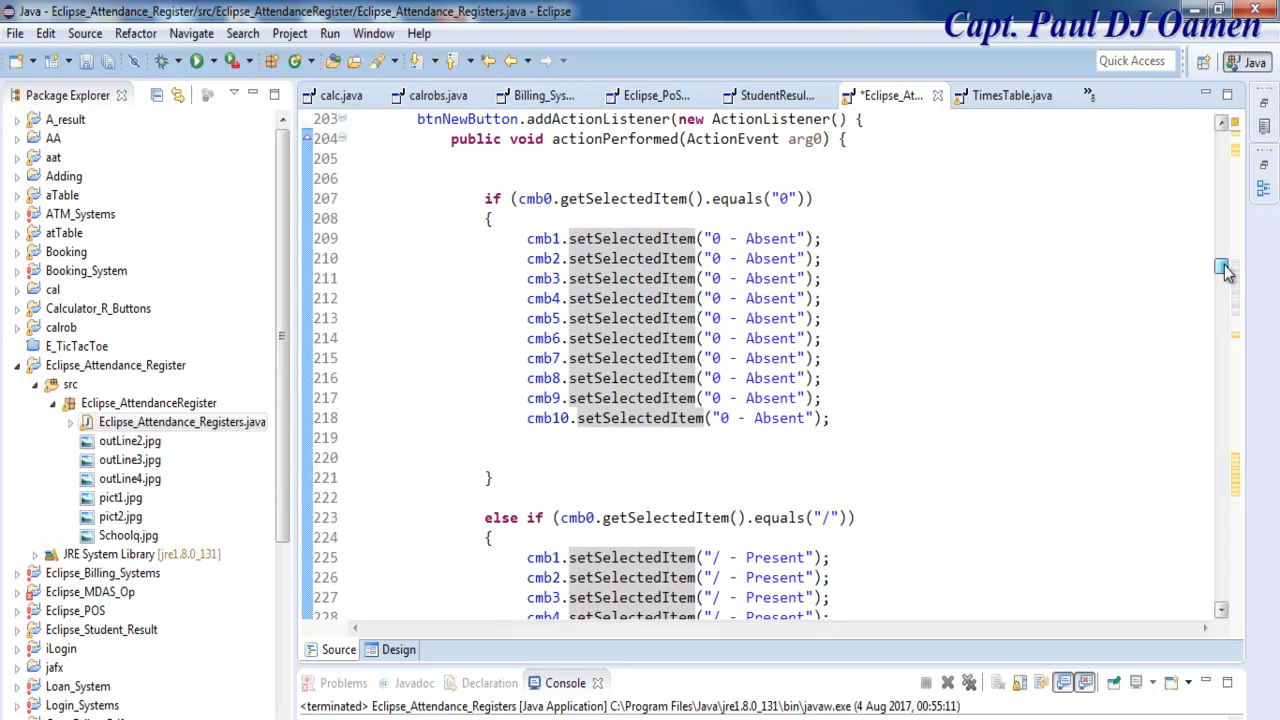 Java - Eclipse_Attendance_Register/src/Eclipse_AttendanceRegister/Eclipse_Attendance_Registers.java - Eclipse
Capt. Paul DJ Oamen
File Edit Source Refactor Navigate Search Project Run Window Help
Quick Access
Java
Package Explorer
calc.java calrobs.java Billing_Sy... Eclipse_PoS... StudentResul... *Eclipse_At... TimesTable.java »8
A_result
AA
aat
Adding
aTable
ATM_Systems
atTable
Booking
Booking_System
cal
Calculator_R_Buttons
calrob
E_TicTacToe
Eclipse_Attendance_Register
src
Eclipse_AttendanceRegister
Eclipse_Attendance_Registers.java
outLine2.jpg
outLine3.jpg
outLine4.jpg
pict1.jpg
pict2.jpg
Schoolq.jpg
JRE System Library [jre1.8.0_131]
Eclipse_Billing_Systems
Eclipse_MDAS_Op
Eclipse_POS
Eclipse_Student_Result
iLogin
jafx
Loan_System
Login_Systems
203 btnNewButton.addActionListener(new ActionListener() {
204 public void actionPerformed(ActionEvent arg0) {
205
206
207 if (cmb0.getSelectedItem().equals("0"))
208 {
209 cmb1.setSelectedItem("0 - Absent");
210 cmb2.setSelectedItem("0 - Absent");
211 cmb3.setSelectedItem("0 - Absent");
212 cmb4.setSelectedItem("0 - Absent");
213 cmb5.setSelectedItem("0 - Absent");
214 cmb6.setSelectedItem("0 - Absent");
215 cmb7.setSelectedItem("0 - Absent");
216 cmb8.setSelectedItem("0 - Absent");
217 cmb9.setSelectedItem("0 - Absent");
218 cmb10.setSelectedItem("0 - Absent");
219
220
221 }
222
223 else if (cmb0.getSelectedItem().equals("/"))
224 {
225 cmb1.setSelectedItem("/ - Present");
226 cmb2.setSelectedItem("/ - Present");
227 cmb3.setSelectedItem("/ - Present");
228 cmb4.setSelectedItem("/ - Present");
Source Design
Problems Javadoc Declaration Console
<terminated> Eclipse_Attendance_Registers [Java Application] C:\Program Files\Java\jre1.8.0_131\bin\javaw.exe (4 Aug 2017, 00:55:11)